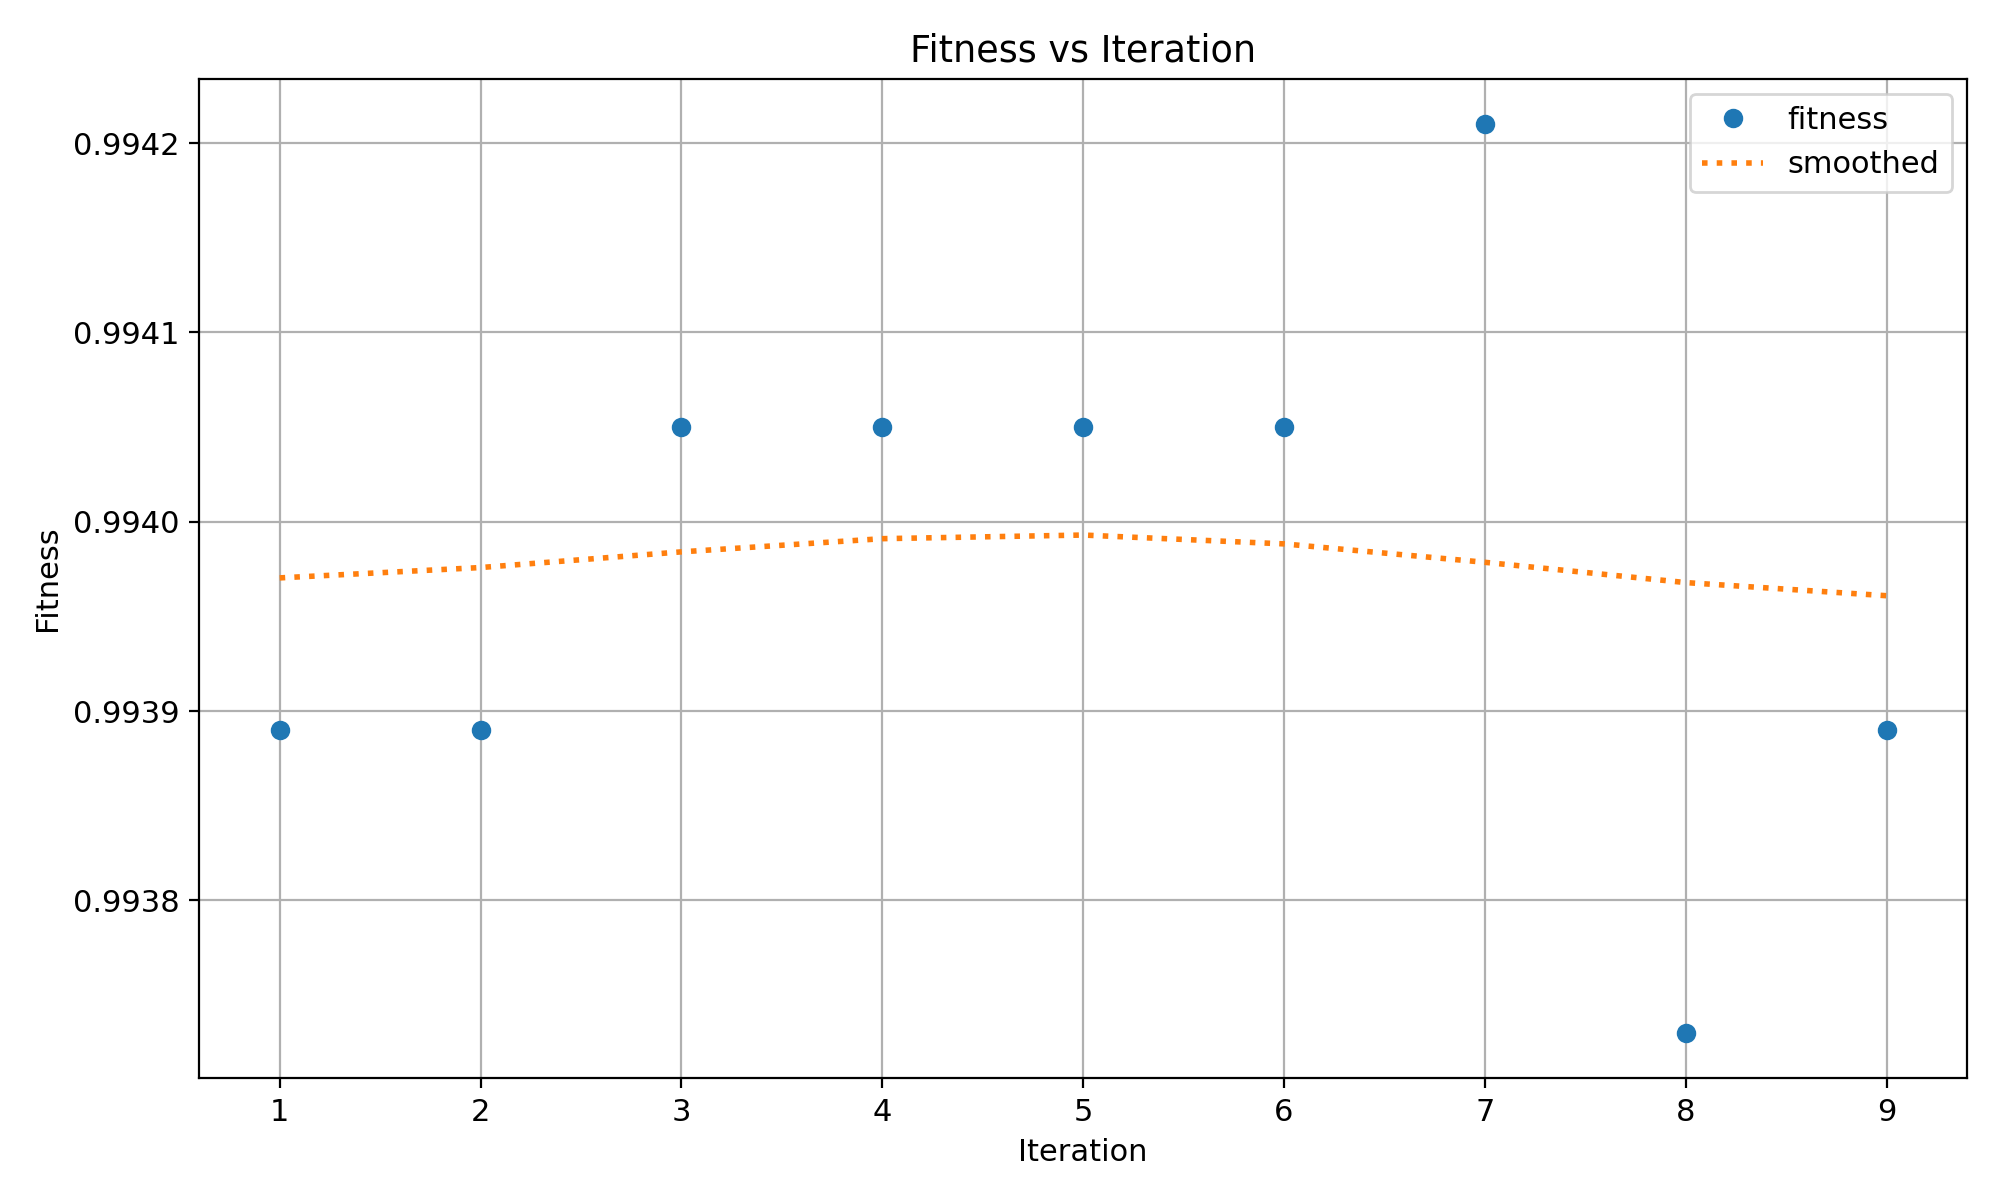 Fitness vs Iteration
fitness
smoothed
0.9942
0.9941
0.9940
0.9939
0.9938
Fitness
1 2 3 4 5 6 7 8 9
Iteration